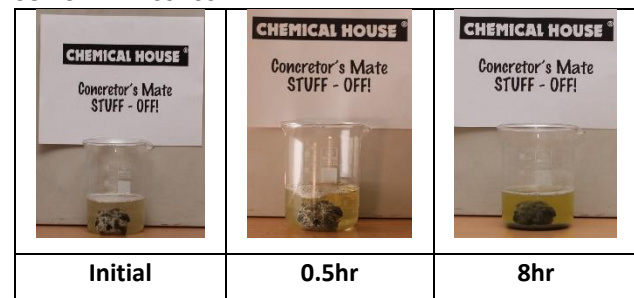 CHEMICAL HOUSE®
Concretor's Mate
STUFF - OFF!
CHEMICAL HOUSE®
Concretor's Mate
STUFF - OFF!
CHEMICAL HOUSE®
Concretor's Mate
STUFF - OFF!
Initial
0.5hr
8hr